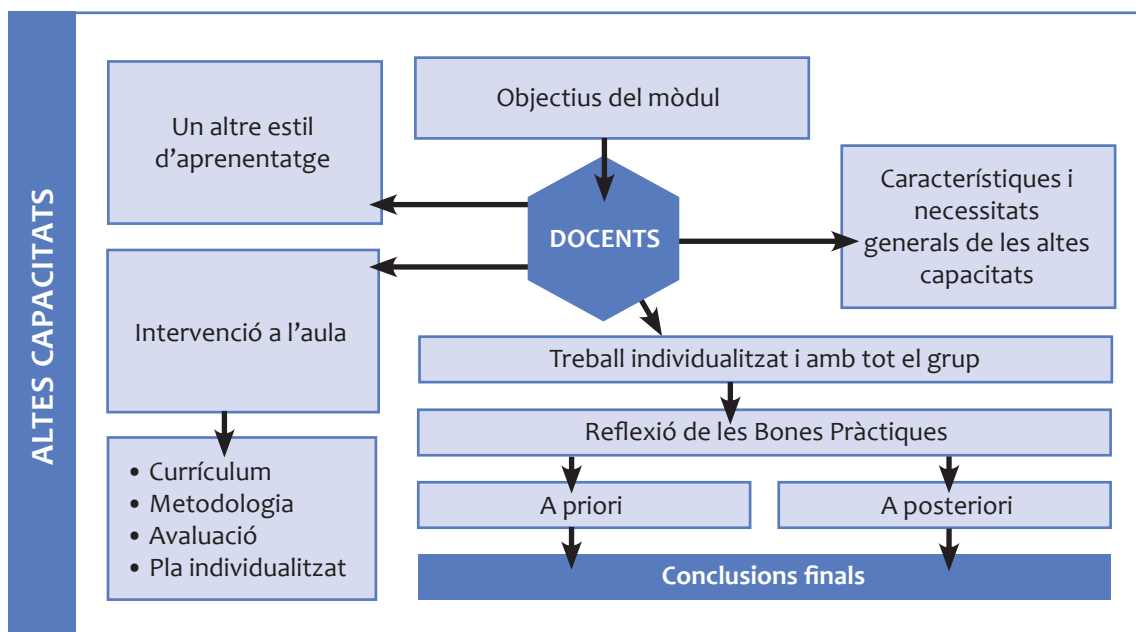 ALTES CAPACITATS
Un altre estil
d'aprenentatge
Objectius del mòdul
DOCENTS
Característiques i
necessitats
generals de les altes
capacitats
Intervenció a l'aula
• Currículum
• Metodologia
• Avaluació
• Pla individualitzat
Treball individualitzat i amb tot el grup
Reflexió de les Bones Pràctiques
A priori
A posteriori
Conclusions finals